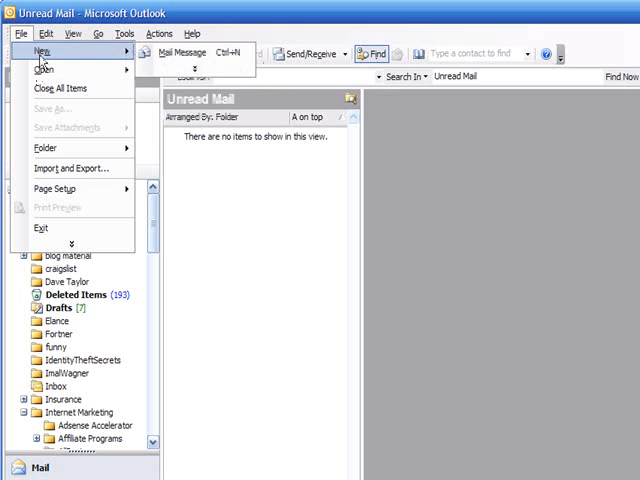 Unread Mail - Microsoft Outlook
File Edit View Go Tools Actions Help
New
Mail Message Ctrl+N
Send/Receive
Find
Type a contact to find
Open
Search In
Unread Mail
Find Now
Close All Items
Save As...
Save Attachments
Folder
Import and Export...
Page Setup
Print Preview
Exit
Unread Mail
Arranged By: Folder
A on top
There are no items to show in this view.
blog material
craigslist
Dave Taylor
Deleted Items (193)
Drafts [7]
Elance
Fortner
funny
IdentityTheftSecrets
ImalWagner
Inbox
Insurance
Internet Marketing
Adsense Accelerator
Affiliate Programs
Mail